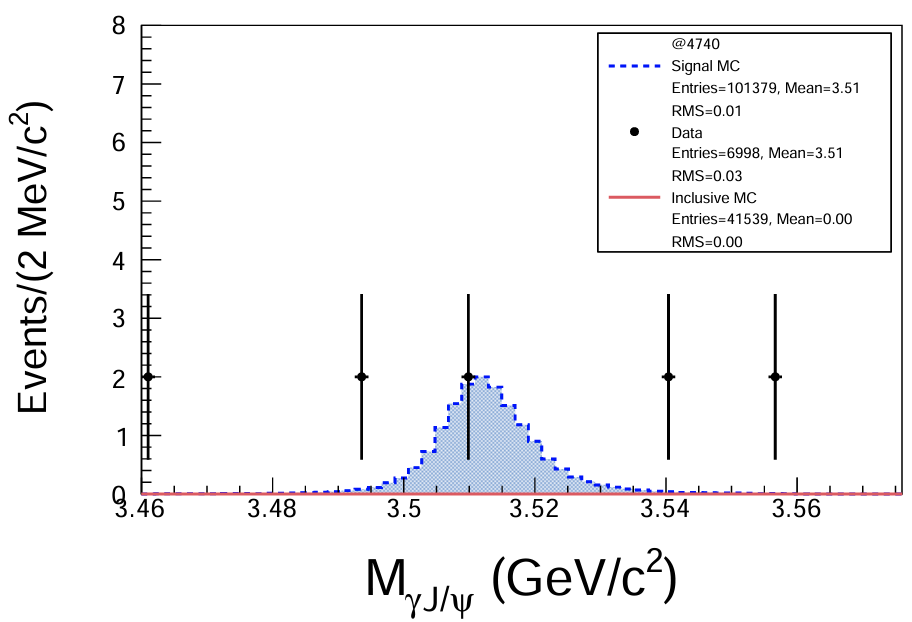 Events/(2 MeV/c²)
8
7
6
5
4
3
2
1
0
@4740
Signal MC
Entries=101379, Mean=3.51
RMS=0.01
Data
Entries=6998, Mean=3.51
RMS=0.03
Inclusive MC
Entries=41539, Mean=0.00
RMS=0.00
3.46 3.48 3.5 3.52 3.54 3.56
M_γJ/ψ (GeV/c²)